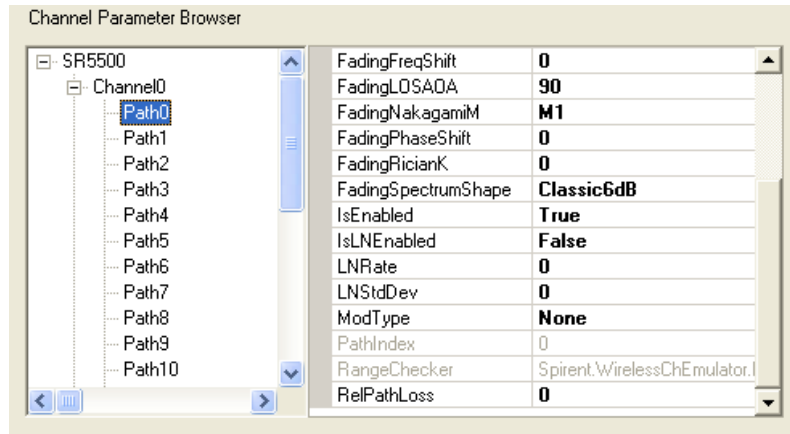 Channel Parameter Browser
SR5500
Channel0
Path0
Path1
Path2
Path3
Path4
Path5
Path6
Path7
Path8
Path9
Path10
FadingFreqShift 0
FadingLOSAOA 90
FadingNakagamiM M1
FadingPhaseShift 0
FadingRicianK 0
FadingSpectrumShape Classic6dB
IsEnabled True
IsLNEnabled False
LNRate 0
LNStdDev 0
ModType None
PathIndex 0
RangeChecker Spirent.WirelessChEmulator.
RelPathLoss 0